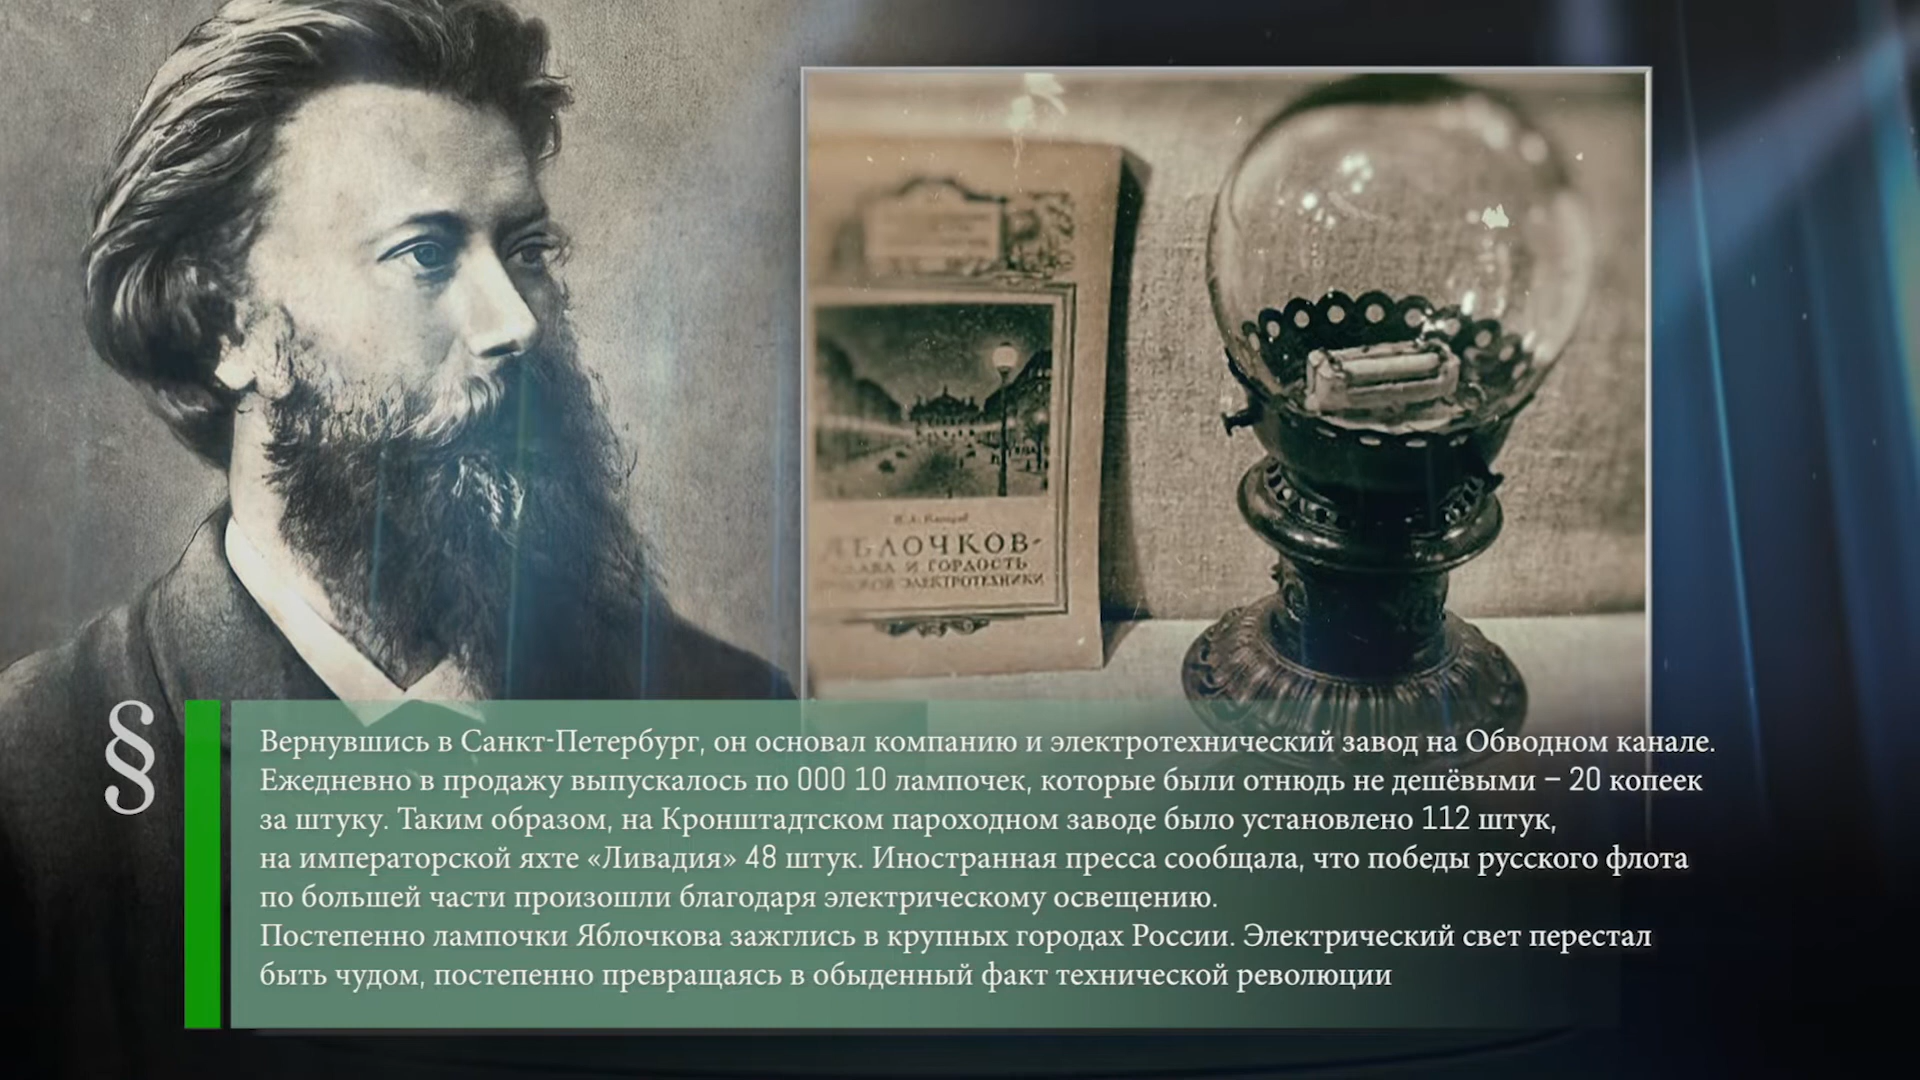 ЯБЛОЧКОВ-
СЛАВА И ГОРДОСТЬ
ЭЛЕКТРОТЕХНИКИ
§
Вернувшись в Санкт-Петербург, он основал компанию и электротехнический завод на Обводном канале.
Ежедневно в продажу выпускалось по 000 10 лампочек, которые были отнюдь не дешёвыми – 20 копеек
за штуку. Таким образом, на Кронштадтском пароходном заводе было установлено 112 штук,
на императорской яхте «Ливадия» 48 штук. Иностранная пресса сообщала, что победы русского флота
по большей части произошли благодаря электрическому освещению.
Постепенно лампочки Яблочкова зажглись в крупных городах России. Электрический свет перестал
быть чудом, постепенно превращаясь в обыденный факт технической революции